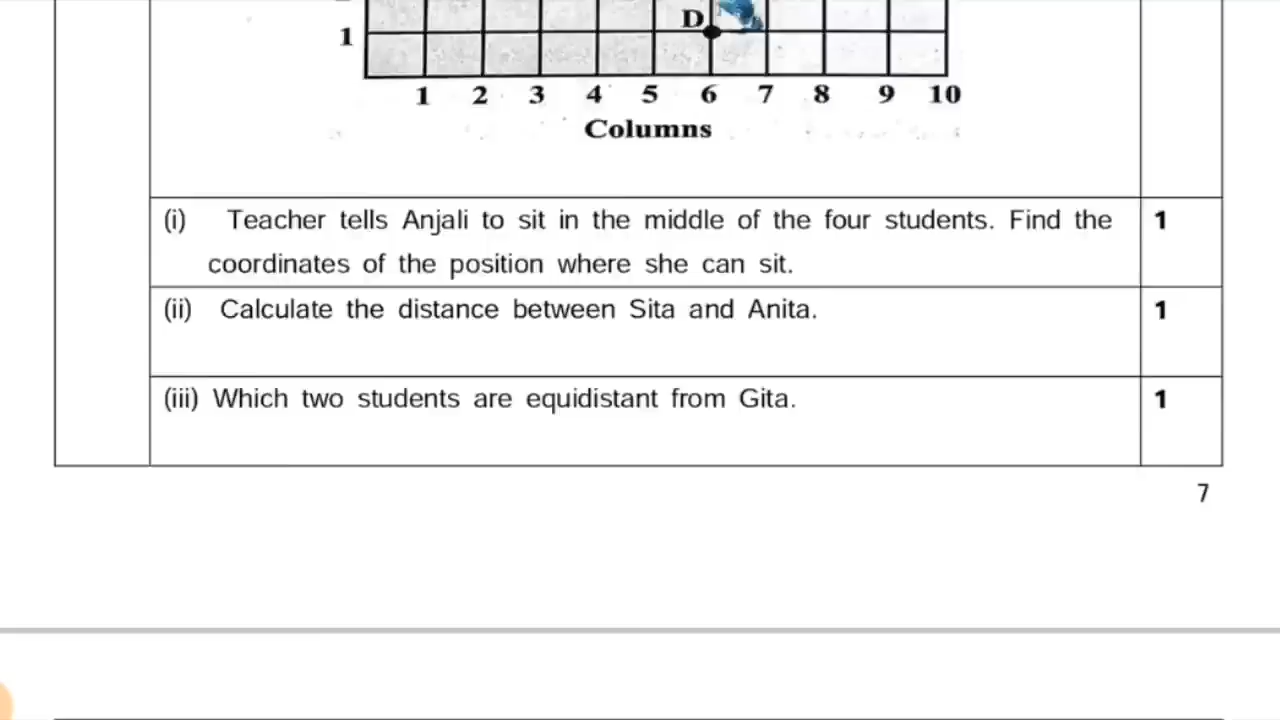 D
1
1 2 3 4 5 6 7 8 9 10
Columns
(i) Teacher tells Anjali to sit in the middle of the four students. Find the 1
coordinates of the position where she can sit.
(ii) Calculate the distance between Sita and Anita. 1
(iii) Which two students are equidistant from Gita. 1
7